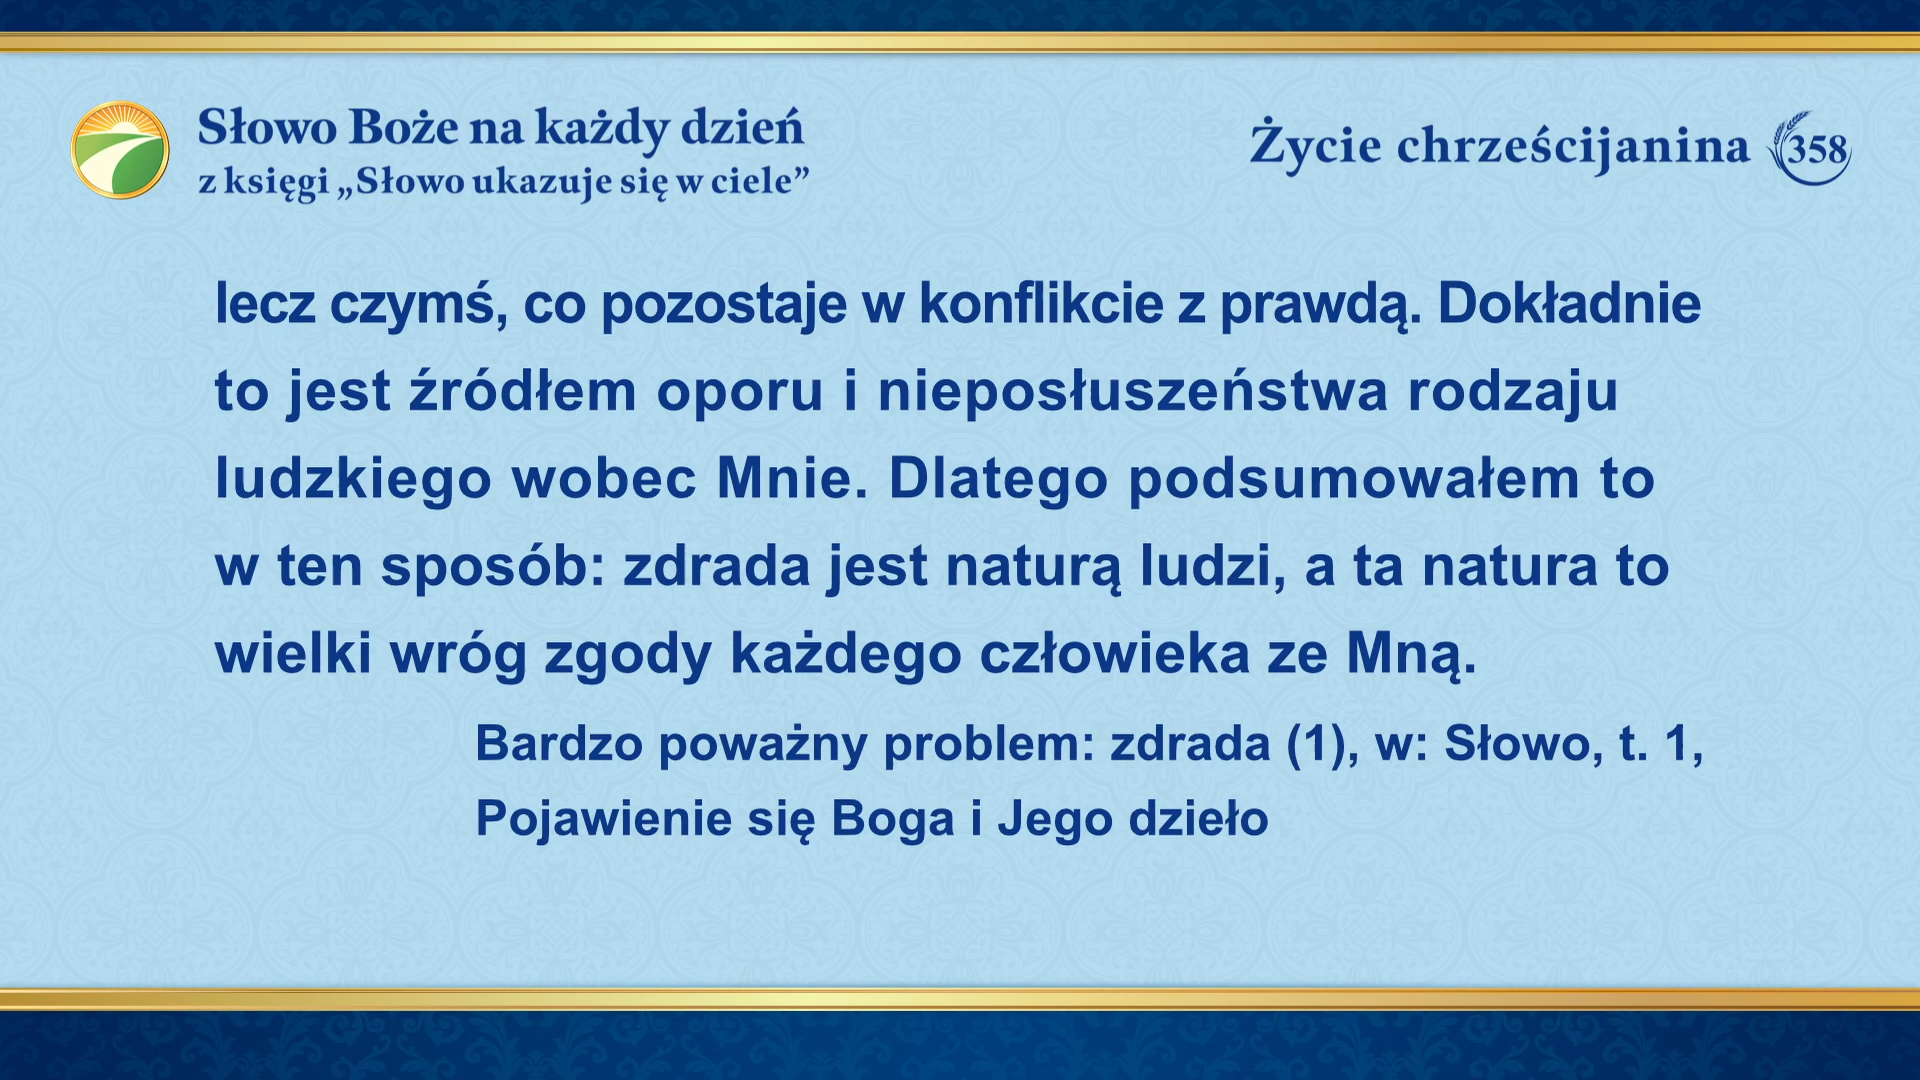 Słowo Boże na każdy dzień
z księgi „Słowo ukazuje się w ciele”
Życie chrześcijanina 358
lecz czymś, co pozostaje w konflikcie z prawdą. Dokładnie
to jest źródłem oporu i nieposłuszeństwa rodzaju
ludzkiego wobec Mnie. Dlatego podsumowałem to
w ten sposób: zdrada jest naturą ludzi, a ta natura to
wielki wróg zgody każdego człowieka ze Mną.
Bardzo poważny problem: zdrada (1), w: Słowo, t. 1,
Pojawienie się Boga i Jego dzieło